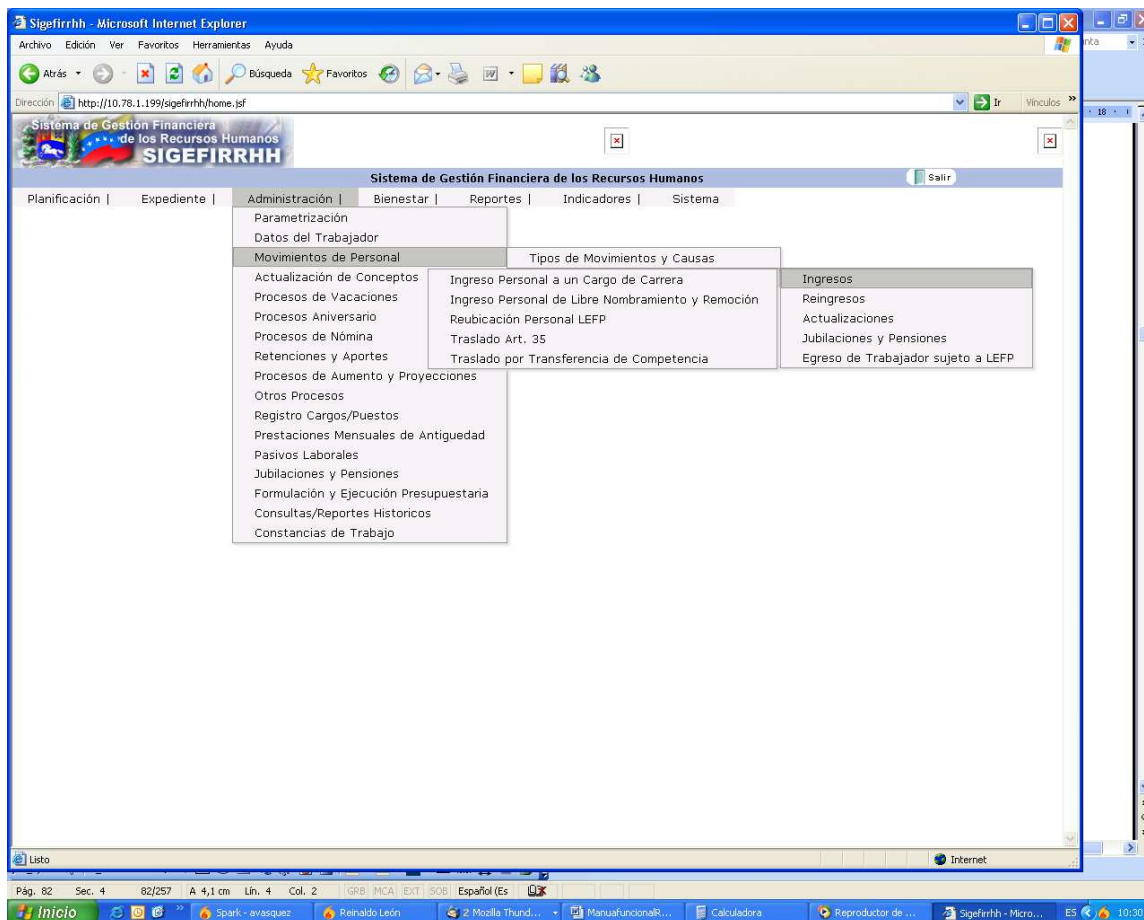 Sigefirrhh - Microsoft Internet Explorer
Archivo Edición Ver Favoritos Herramientas Ayuda
Atrás Búsqueda Favoritos
Dirección http://10.78.1.199/sigefirrhh/home.jsf Ir Vínculos »
Sistema de Gestión Financiera
de los Recursos Humanos
SIGEFIRRHH
Sistema de Gestión Financiera de los Recursos Humanos Salir
Planificación | Expediente | Administración | Bienestar | Reportes | Indicadores | Sistema
Parametrización
Datos del Trabajador
Movimientos de Personal Tipos de Movimientos y Causas
Actualización de Conceptos Ingreso Personal a un Cargo de Carrera Ingresos
Procesos de Vacaciones Ingreso Personal de Libre Nombramiento y Remoción Reingresos
Procesos Aniversario Reubicación Personal LEFP Actualizaciones
Procesos de Nómina Traslado Art. 35 Jubilaciones y Pensiones
Retenciones y Aportes Traslado por Transferencia de Competencia Egreso de Trabajador sujeto a LEFP
Procesos de Aumento y Proyecciones
Otros Procesos
Registro Cargos/Puestos
Prestaciones Mensuales de Antiguedad
Pasivos Laborales
Jubilaciones y Pensiones
Formulación y Ejecución Presupuestaria
Consultas/Reportes Historicos
Constancias de Trabajo
Listo Internet
Pág. 82 Sec. 4 82/257 A 4,1 cm Lín. 4 Col. 2 GRB MCA EXT SOB Español (Es
Inicio » Spark - avasquez Reinaldo León 2 Mozilla Thund... ManuafuncionalR... Calculadora Reproductor de ... Sigefirrhh - Micro... ES 10:30